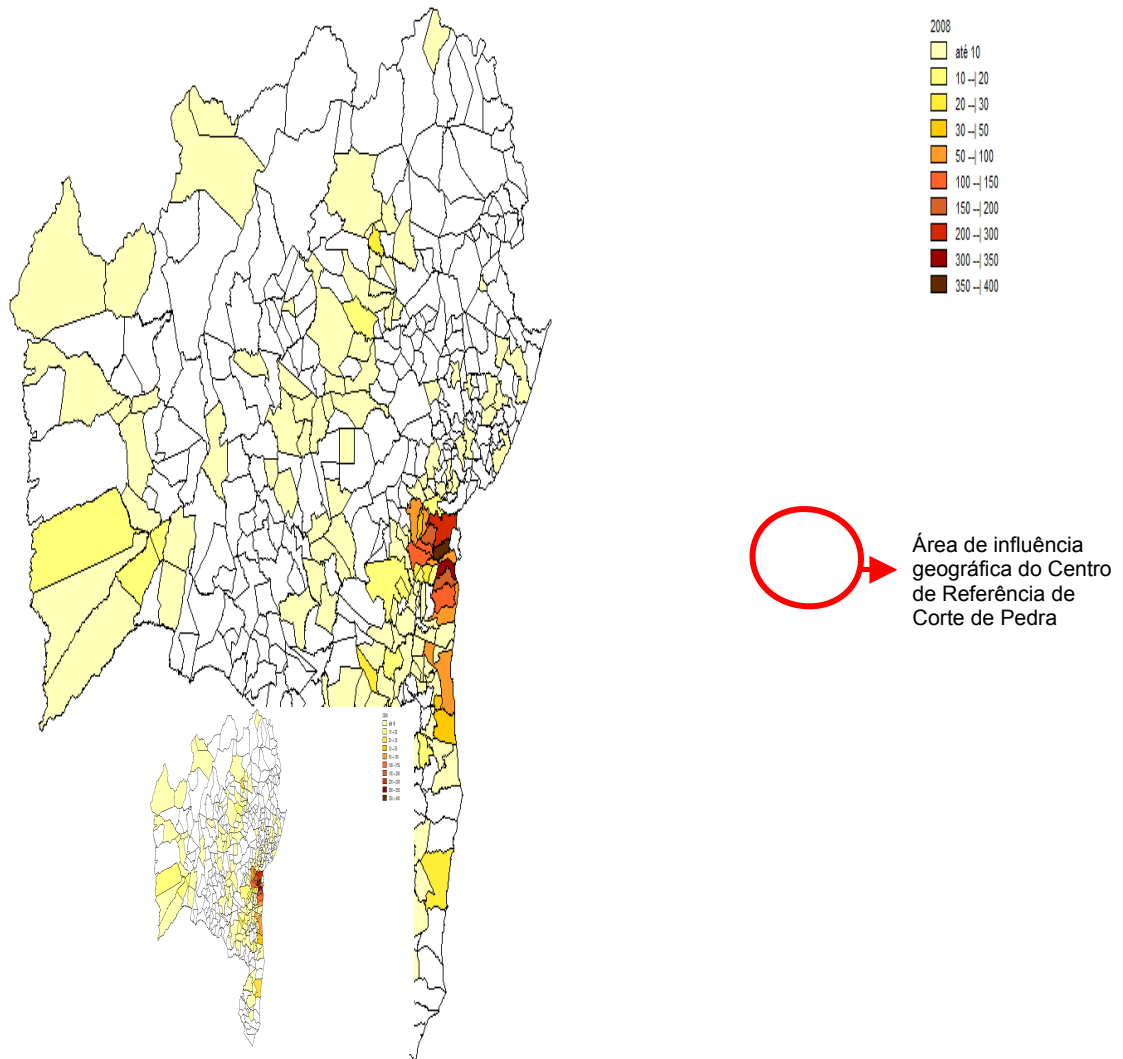 2008
até 10
10 --| 20
20 --| 30
30 --| 50
50 --| 100
100 --| 150
150 --| 200
200 --| 300
300 --| 350
350 --| 400
Área de influência
geográfica do Centro
de Referência de
Corte de Pedra